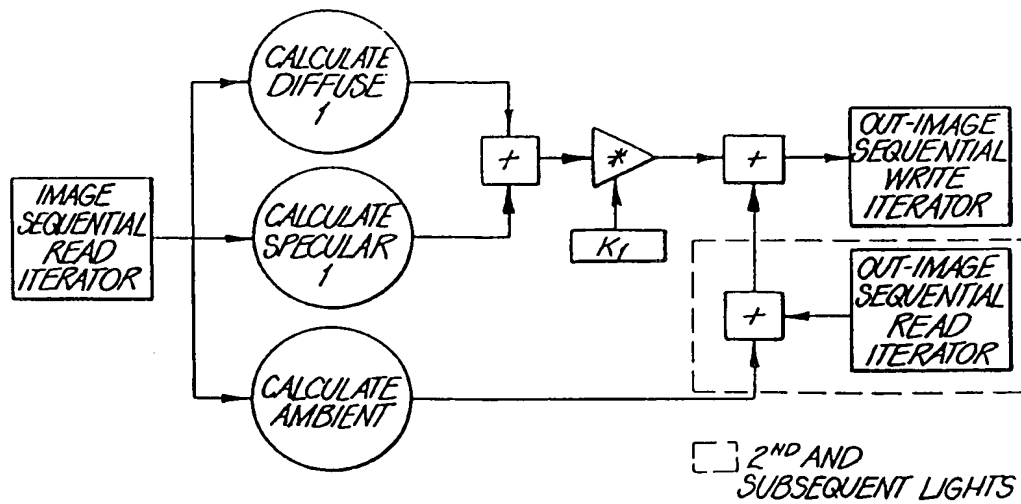 CALCULATE
DIFFUSE
1
IMAGE
SEQUENTIAL
READ
ITERATOR
CALCULATE
SPECULAR
1
CALCULATE
AMBIENT
+
*
K1
+
OUT-IMAGE
SEQUENTIAL
WRITE
ITERATOR
+
OUT-IMAGE
SEQUENTIAL
READ
ITERATOR
2ND AND
SUBSEQUENT LIGHTS